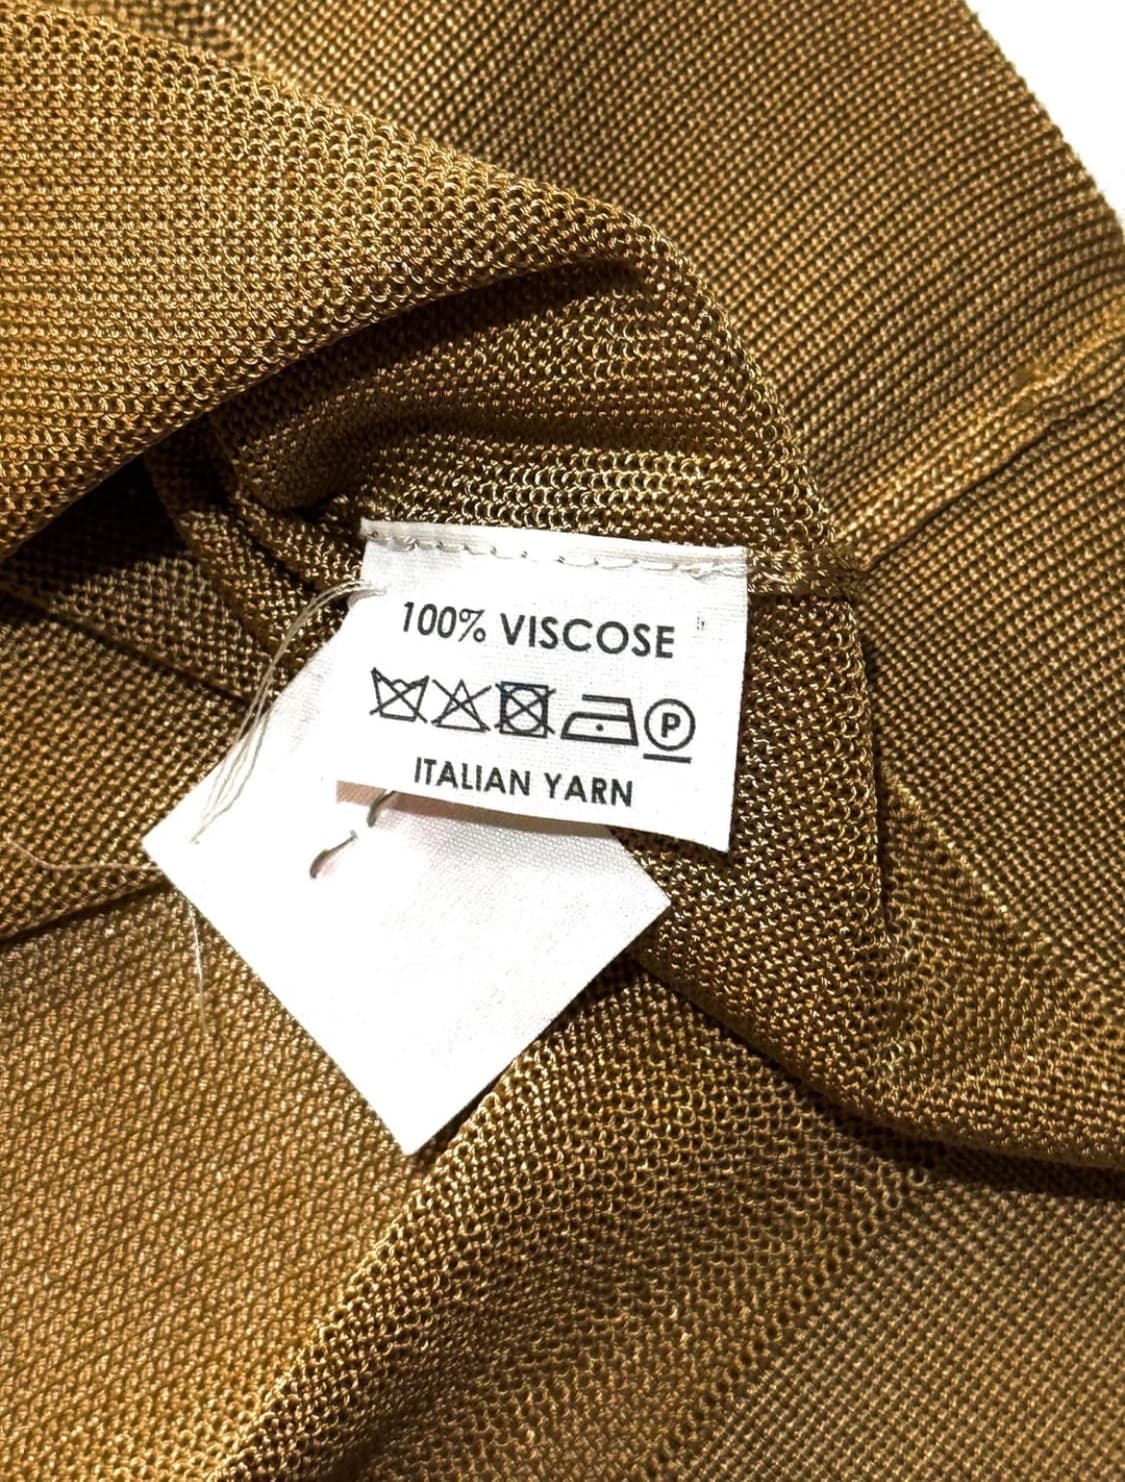 100% VISCOSE
P
ITALIAN YARN